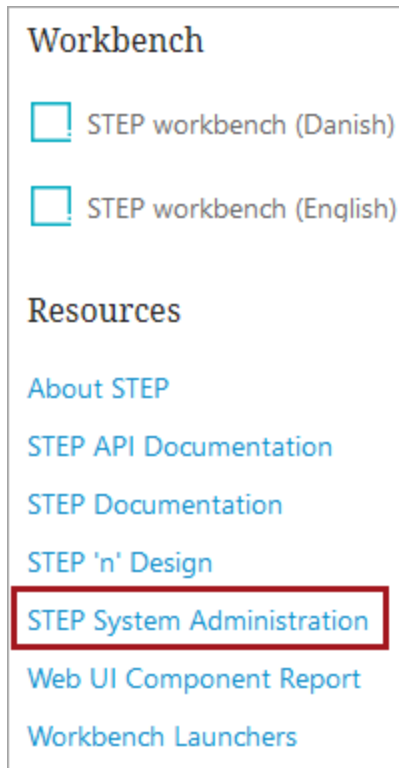 Workbench
STEP workbench (Danish)
STEP workbench (English)
Resources
About STEP
STEP API Documentation
STEP Documentation
STEP 'n' Design
STEP System Administration
Web UI Component Report
Workbench Launchers